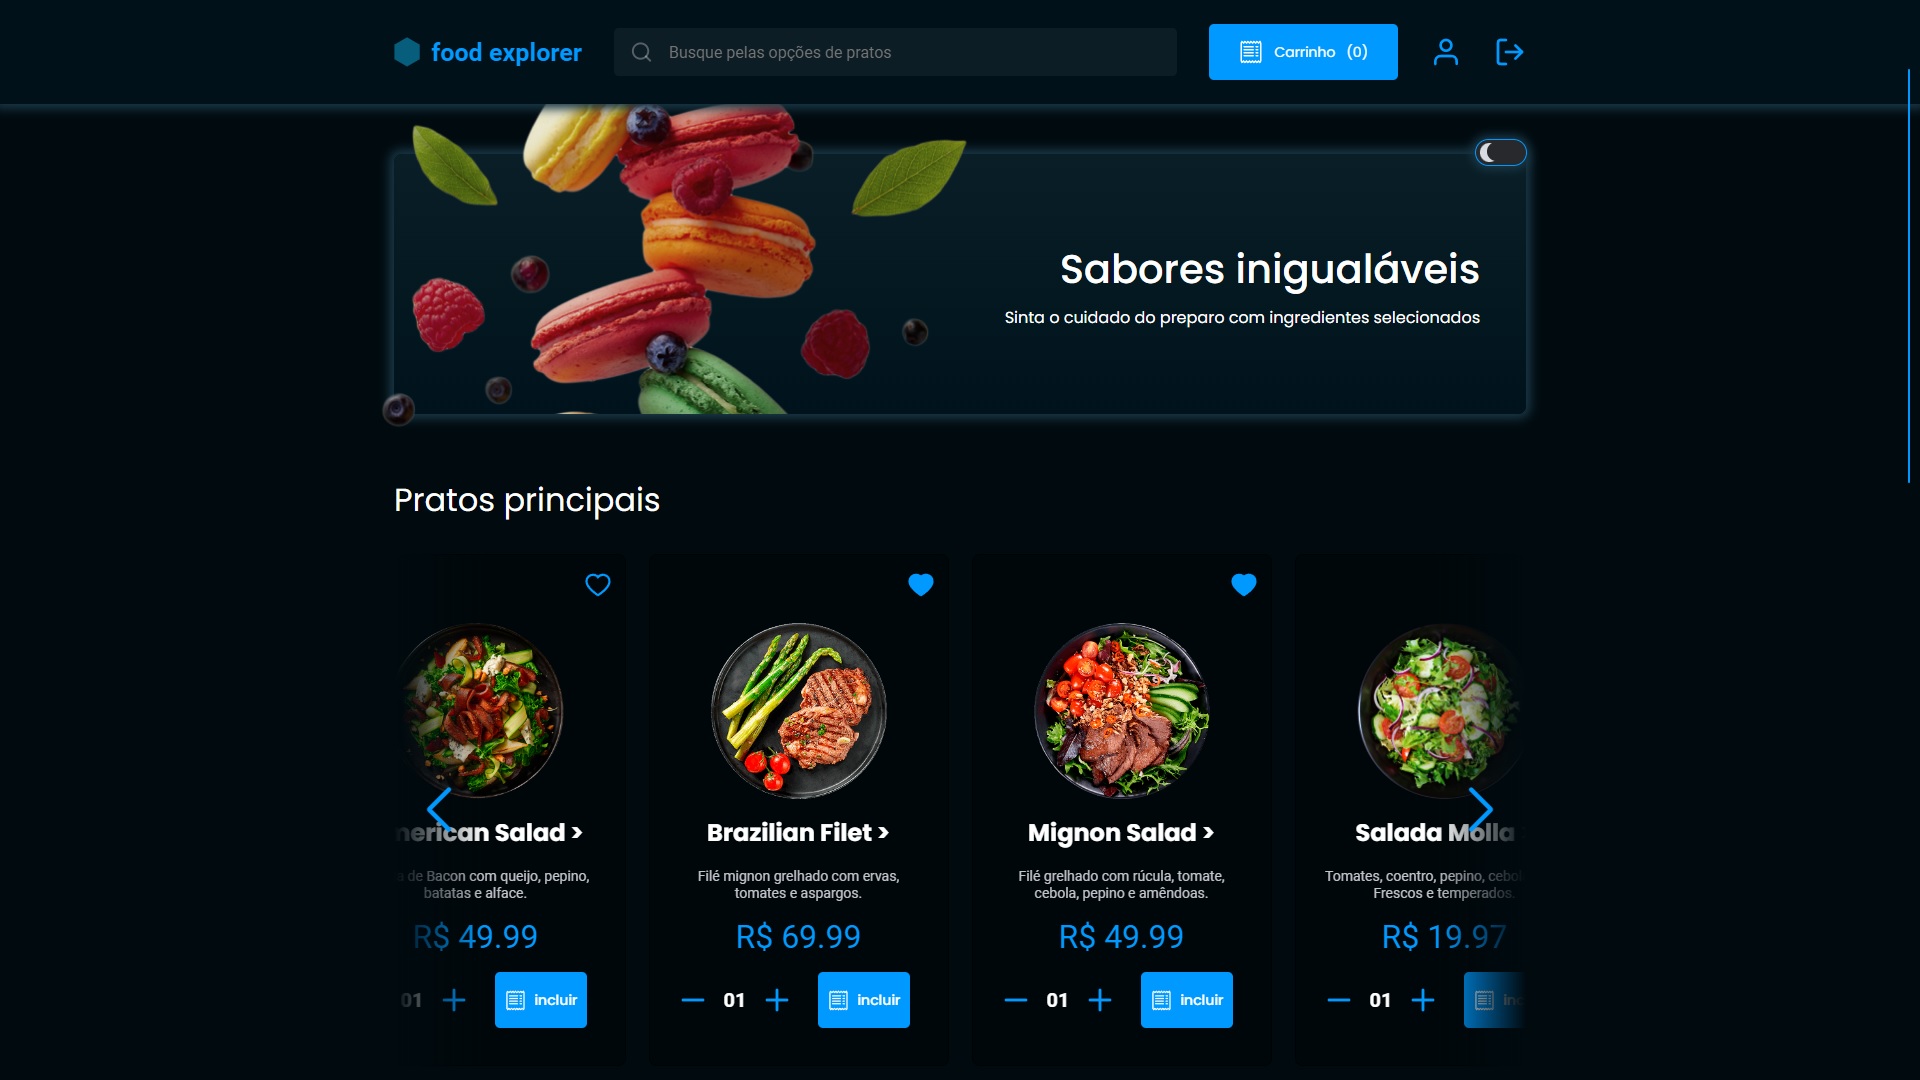 food explorer
Busque pelas opções de pratos
Carrinho (0)
Sabores inigualáveis
Sinta o cuidado do preparo com ingredientes selecionados
Pratos principais
merican Salad >
a de Bacon com queijo, pepino,
batatas e alface.
R$ 49.99
01
incluir
Brazilian Filet >
Filé mignon grelhado com ervas,
tomates e aspargos.
R$ 69.99
01
incluir
Mignon Salad >
Filé grelhado com rúcula, tomate,
cebola, pepino e amêndoas.
R$ 49.99
01
incluir
Salada Molla >
Tomates, coentro, pepino, cebol
Frescos e temperados.
R$ 19.97
01
inc